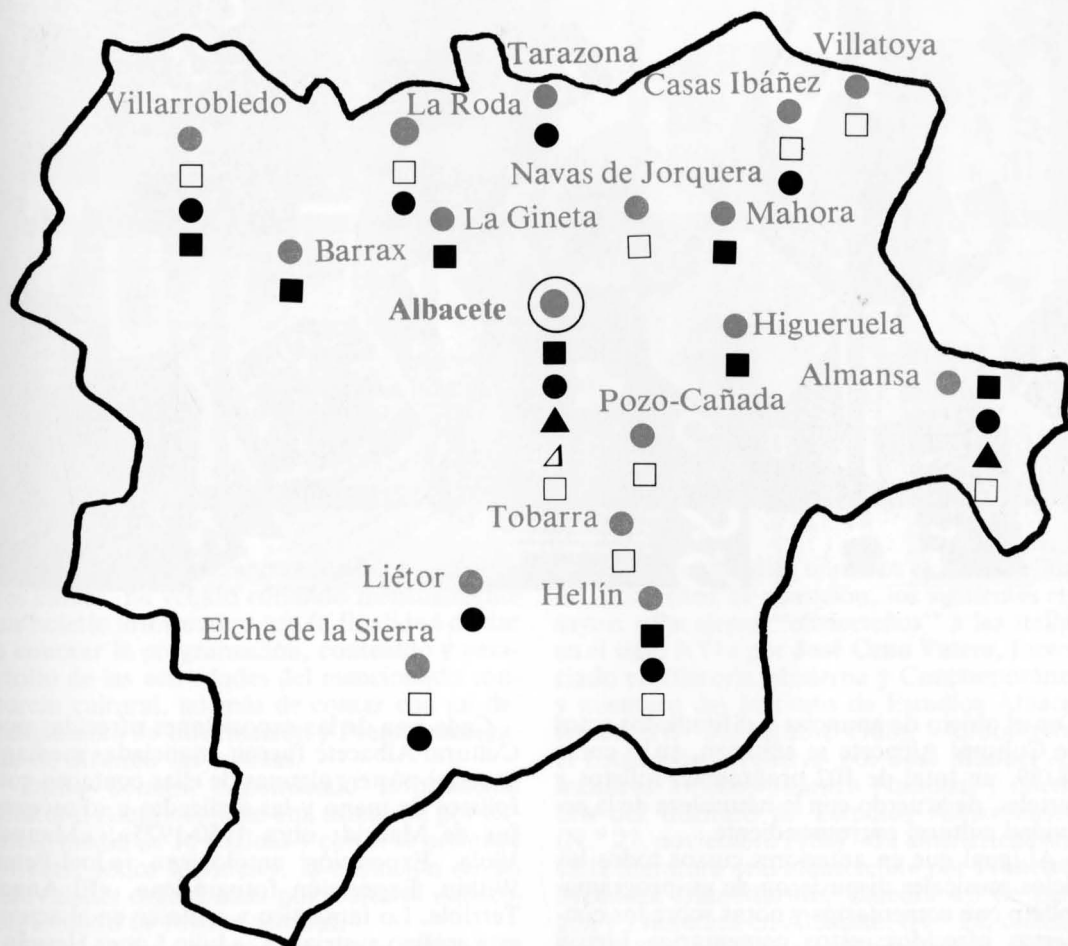 Tarazona
Villatoya
Villarrobledo
La Roda
Casas Ibáñez
Navas de Jorquera
La Gineta
Mahora
Barrax
Albacete
Higueruela
Almansa
Pozo-Cañada
Tobarra
Liétor
Hellín
Elche de la Sierra